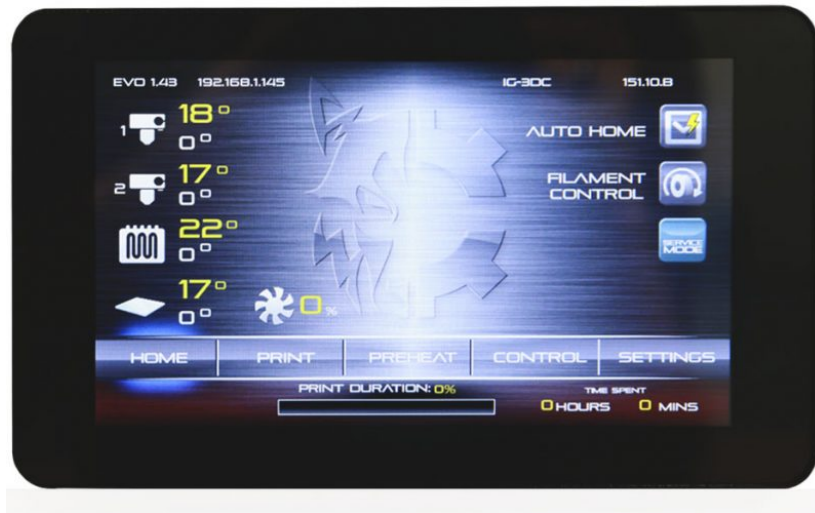 EVO 1.43 192.168.1.145 IG-3DC 151.10.8
1 18°
0°
AUTO HOME
2 17°
0°
FILAMENT
CONTROL
22°
0°
SERVICE
MODE
17°
0°
0%
HOME PRINT PREHEAT CONTROL SETTINGS
PRINT DURATION: 0%
TIME SPENT
0 HOURS 0 MINS